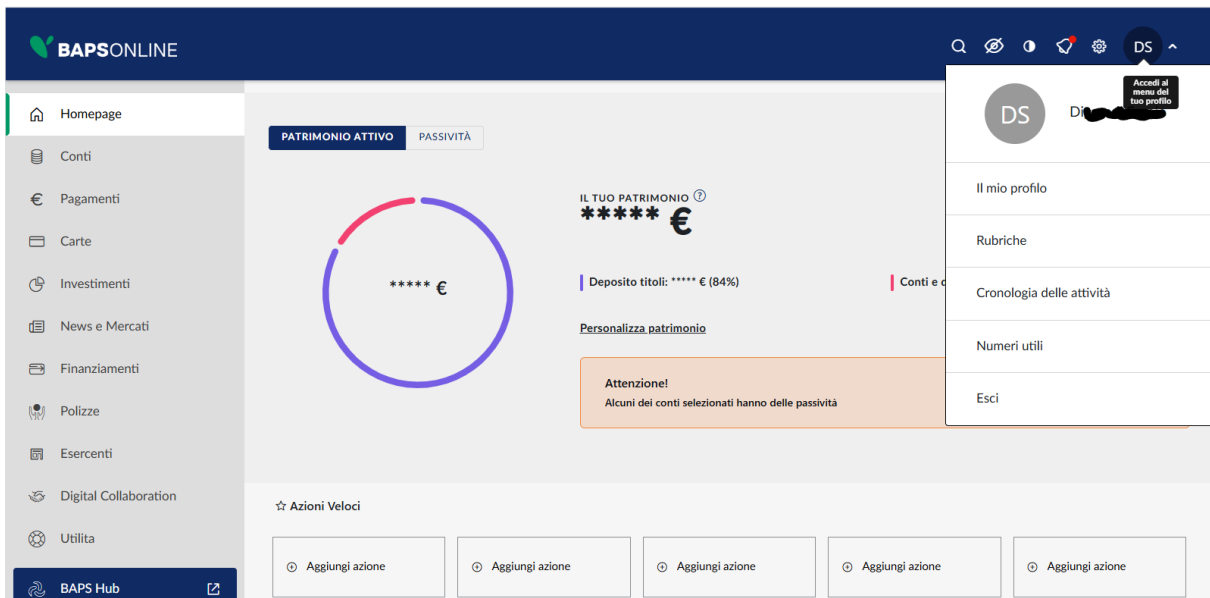 BAPSONLINE
DS
Accedi al
menu del
tuo profilo
DS
Di
Il mio profilo
Rubriche
Cronologia delle attività
Numeri utili
Esci
Homepage
Conti
Pagamenti
Carte
Investimenti
News e Mercati
Finanziamenti
Polizze
Esercenti
Digital Collaboration
Utilita
BAPS Hub
PATRIMONIO ATTIVO PASSIVITÀ
***** €
IL TUO PATRIMONIO ?
***** €
Deposito titoli: ***** € (84%) Conti e
Personalizza patrimonio
Attenzione!
Alcuni dei conti selezionati hanno delle passività
Azioni Veloci
Aggiungi azione Aggiungi azione Aggiungi azione Aggiungi azione Aggiungi azione